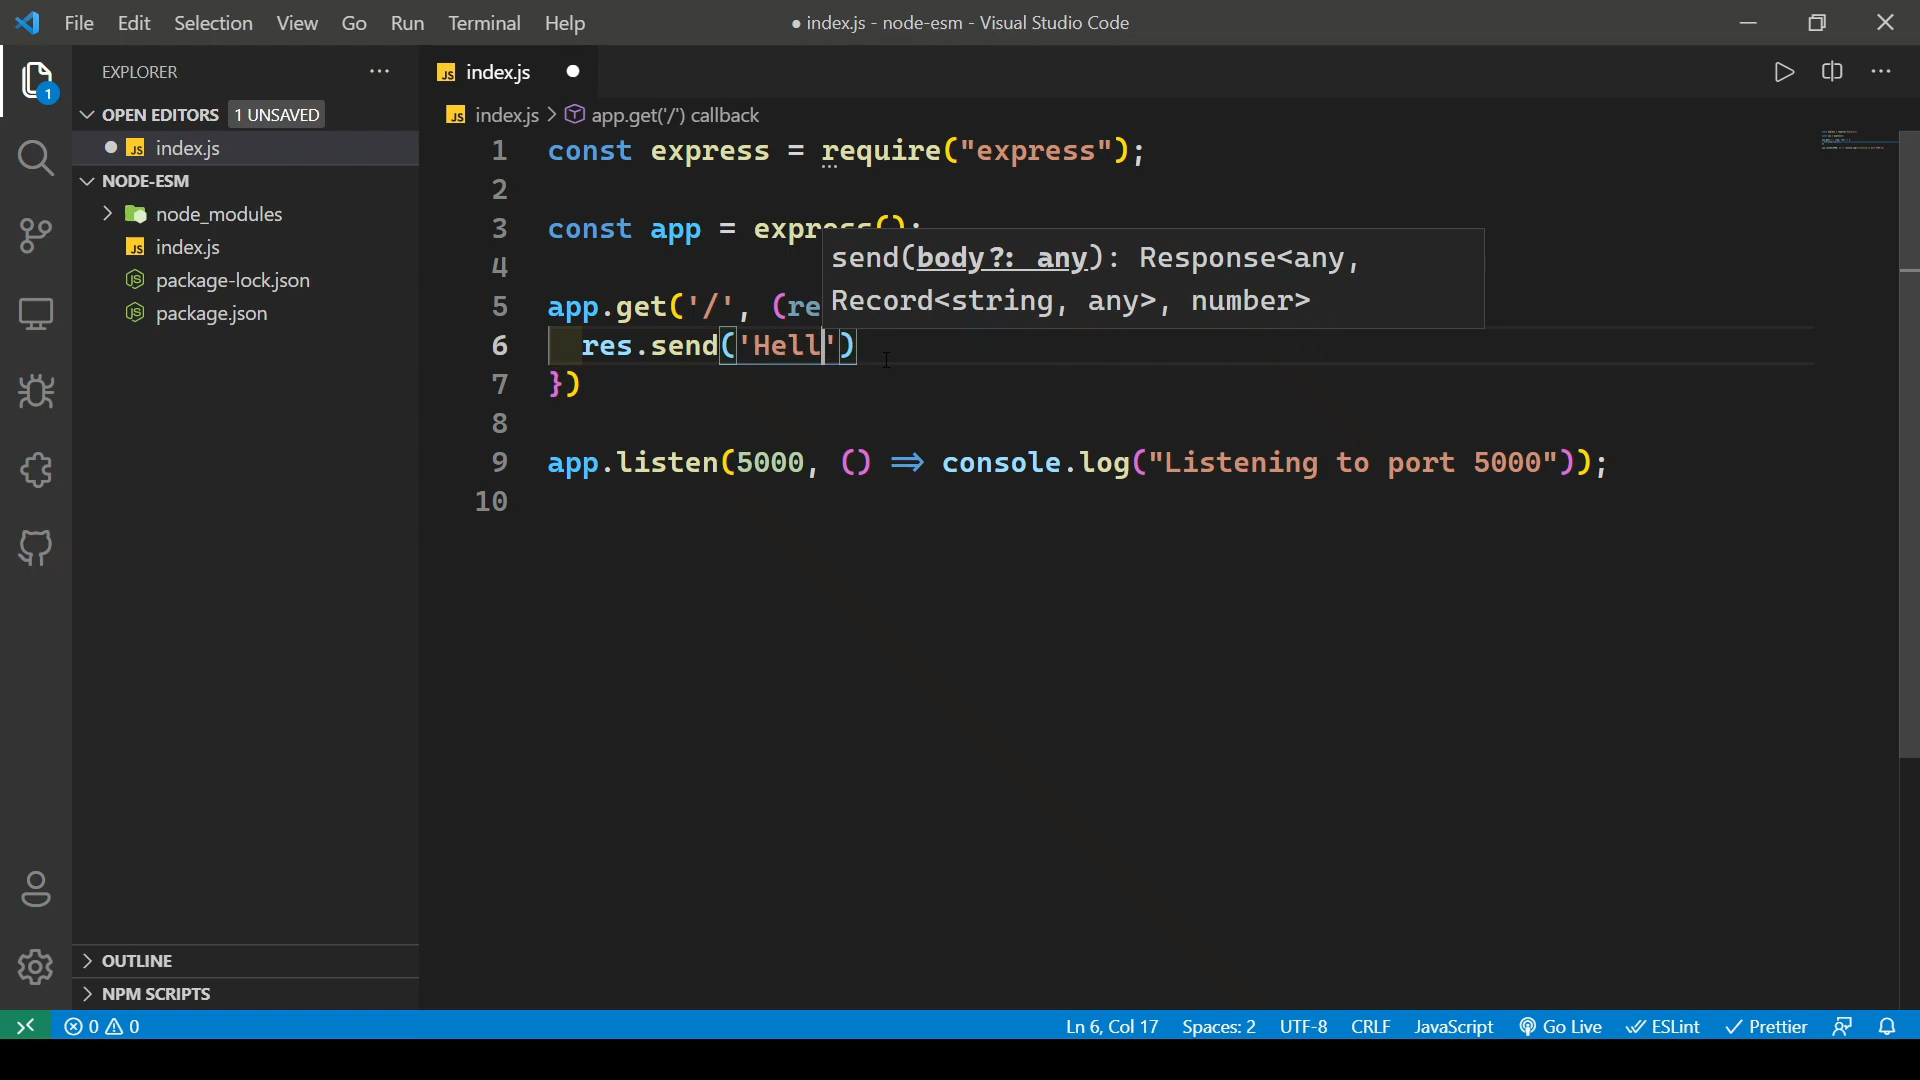 File Edit Selection View Go Run Terminal Help
● index.js - node-esm - Visual Studio Code
1
EXPLORER
OPEN EDITORS 1 UNSAVED
JS index.js
NODE-ESM
node_modules
JS index.js
package-lock.json
package.json
OUTLINE
NPM SCRIPTS
JS index.js
JS index.js > app.get('/') callback
1 const express = require("express");
2
3 const app = express();
4
5 app.get('/', (re
send(body?: any): Response<any,
Record<string, any>, number>
6 res.send('Hell')
7 })
8
9 app.listen(5000, () => console.log("Listening to port 5000"));
10
0 0
Ln 6, Col 17 Spaces: 2 UTF-8 CRLF JavaScript Go Live ESLint Prettier